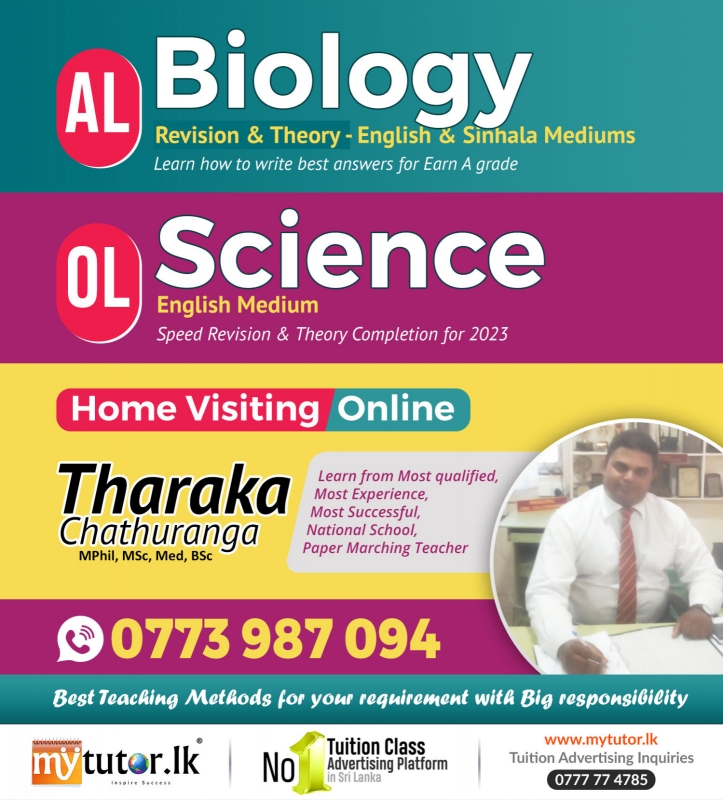 AL
Biology
Revision & Theory - English & Sinhala Mediums
Learn how to write best answers for Earn A grade
OL
Science
English Medium
Speed Revision & Theory Completion for 2023
Home Visiting Online
Tharaka
Chathuranga
MPhil, MSc, Med, BSc
Learn from Most qualified,
Most Experience,
Most Successful,
National School,
Paper Marching Teacher
0773 987 094
Best Teaching Methods for your requirement with Big responsibility
mytutor.lk®
Inspire Success
No 1 Tuition Class
Advertising Platform
in Sri Lanka
www.mytutor.lk
Tuition Advertising Inquiries
0777 77 4785